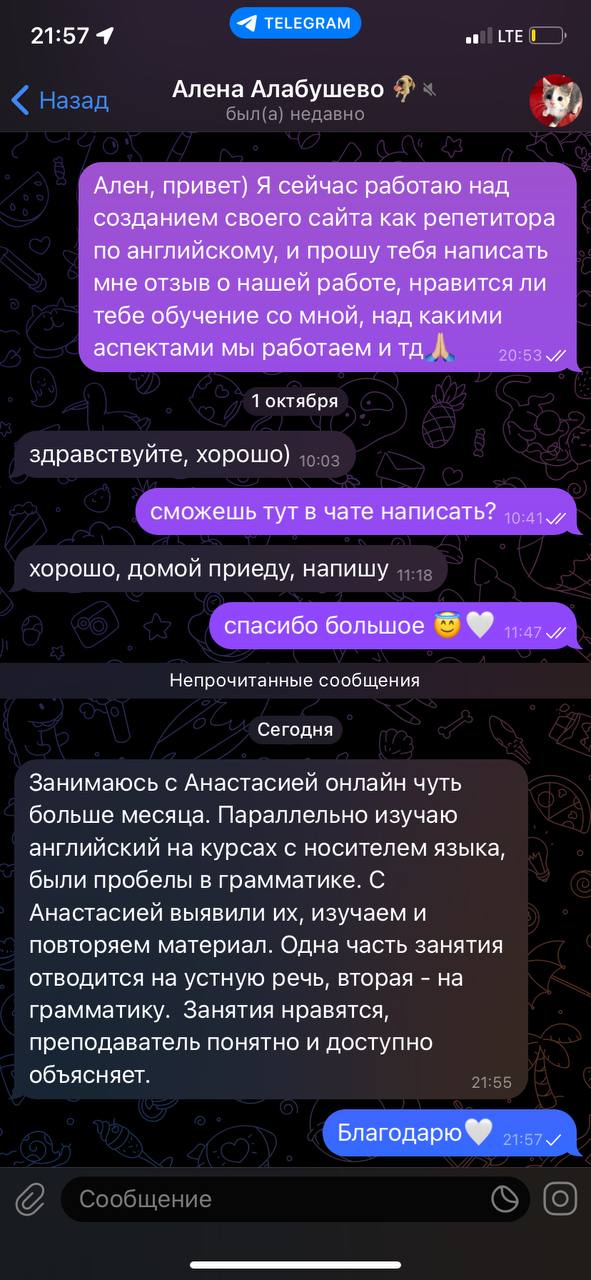 21:57
TELEGRAM
LTE
Назад
Алена Алабушево
был(а) недавно
Ален, привет) Я сейчас работаю над
созданием своего сайта как репетитора
по английскому, и прошу тебя написать
мне отзыв о нашей работе, нравится ли
тебе обучение со мной, над какими
аспектами мы работаем и тд🙏🏼 20:53
1 октября
здравствуйте, хорошо) 10:03
сможешь тут в чате написать? 10:41
хорошо, домой приеду, напишу 11:18
спасибо большое 😇🤍 11:47
Непрочитанные сообщения
Сегодня
Занимаюсь с Анастасией онлайн чуть
больше месяца. Параллельно изучаю
английский на курсах с носителем языка,
были пробелы в грамматике. С
Анастасией выявили их, изучаем и
повторяем материал. Одна часть занятия
отводится на устную речь, вторая - на
грамматику.  Занятия нравятся,
преподаватель понятно и доступно
объясняет. 21:55
Благодарю🤍 21:57
Сообщение